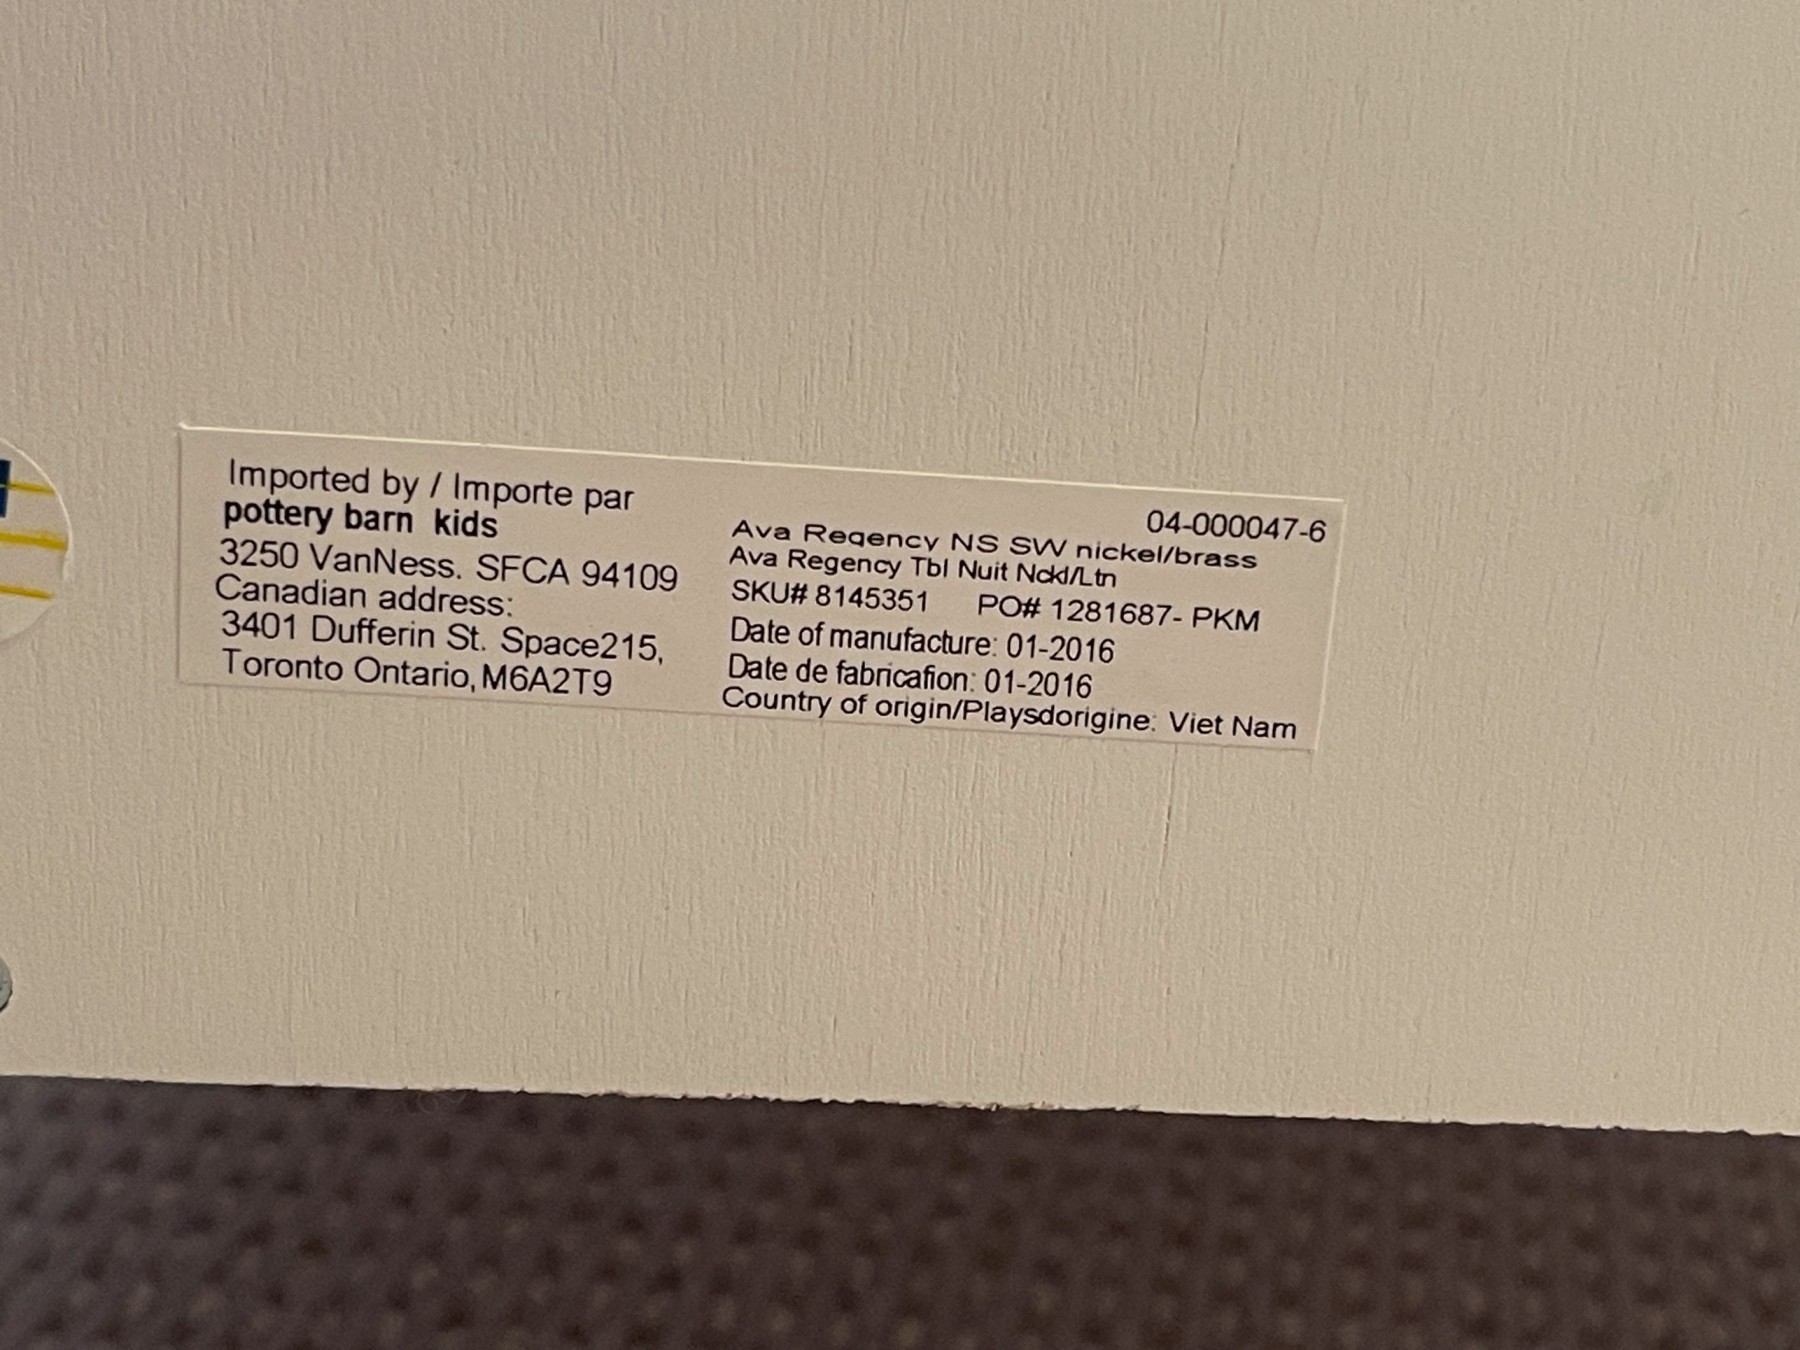 Imported by / Importe par
pottery barn kids
3250 VanNess. SFCA 94109
Canadian address:
3401 Dufferin St. Space215,
Toronto Ontario, M6A2T9
04-000047-6
Ava Regency NS SW nickel/brass
Ava Regency Tbl Nuit Nckl/Ltn
SKU# 8145351 PO# 1281687- PKM
Date of manufacture: 01-2016
Date de fabricafion: 01-2016
Country of origin/Playsdorigine: Viet Nam